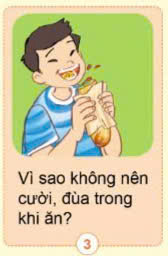 Vì sao không nên
cười, đùa trong
khi ăn?
3